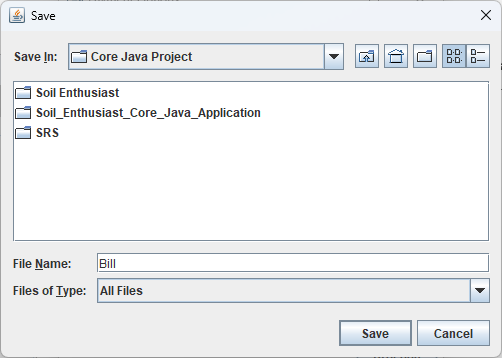 Save
Save In: Core Java Project
Soil Enthusiast
Soil_Enthusiast_Core_Java_Application
SRS
File Name: Bill
Files of Type: All Files
Save Cancel